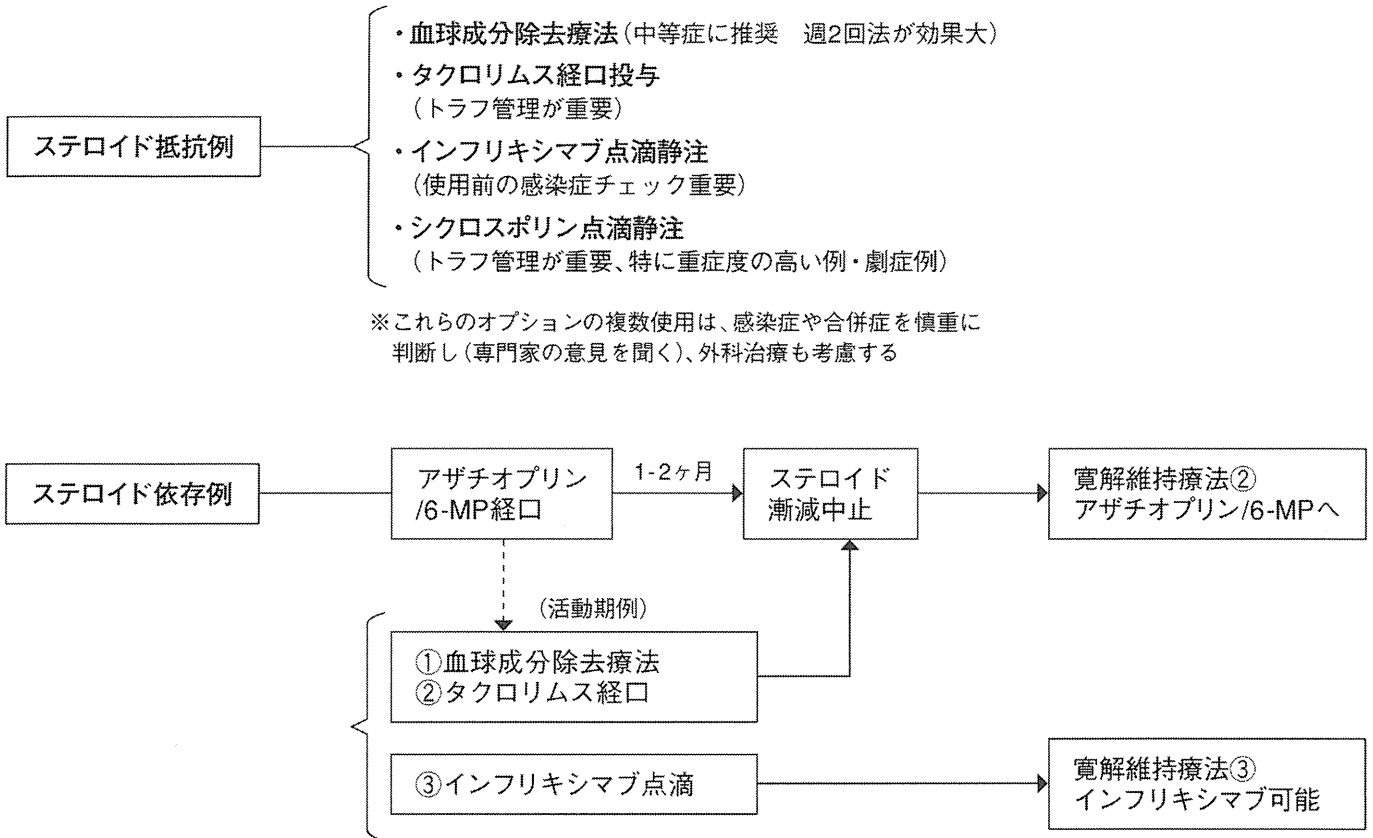 ステロイド抵抗例
・血球成分除去療法(中等症に推奨　週2回法が効果大)
・タクロリムス経口投与
(トラフ管理が重要)
・インフリキシマブ点滴静注
(使用前の感染症チェック重要)
・シクロスポリン点滴静注
(トラフ管理が重要、特に重症度の高い例・劇症例)
※これらのオプションの複数使用は、感染症や合併症を慎重に
判断し(専門家の意見を聞く)、外科治療も考慮する
ステロイド依存例
アザチオプリン
/6-MP経口
1-2ヶ月
ステロイド
漸減中止
寛解維持療法②
アザチオプリン/6-MPへ
(活動期例)
①血球成分除去療法
②タクロリムス経口
③インフリキシマブ点滴
寛解維持療法③
インフリキシマブ可能